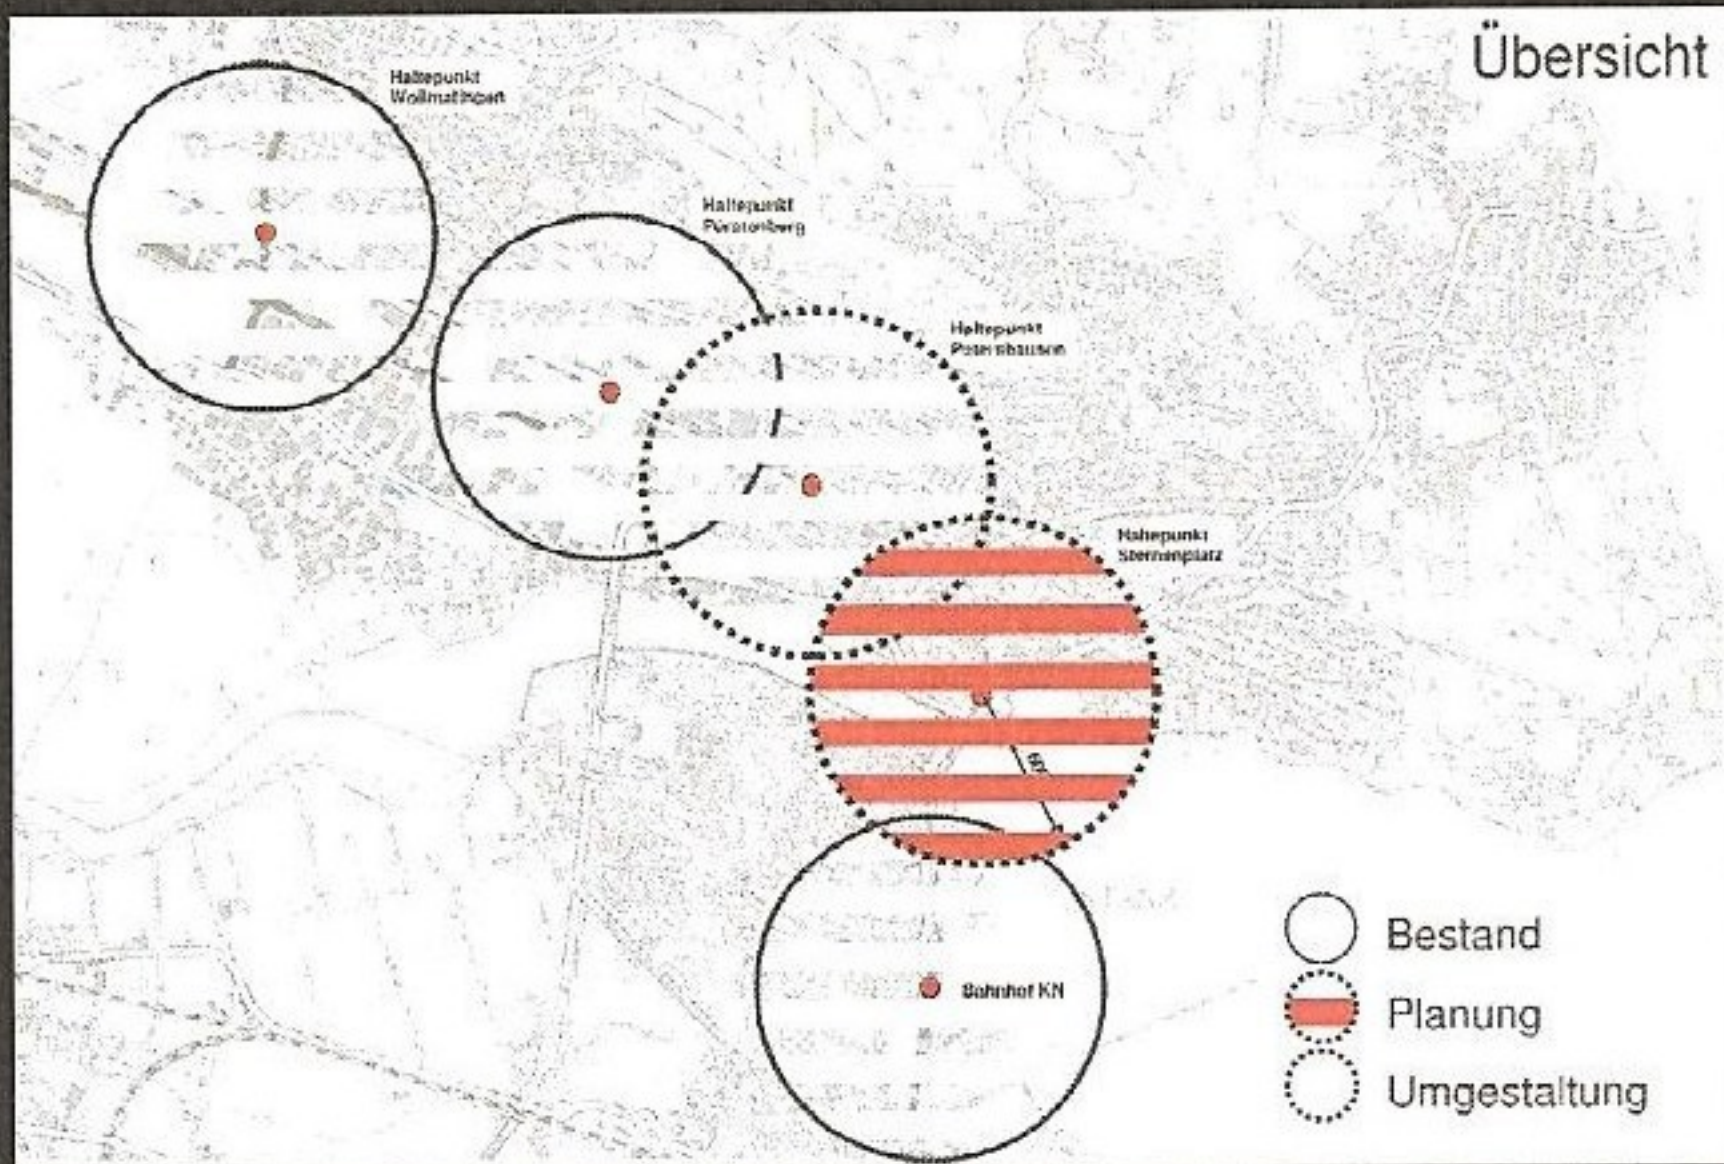 Übersicht
Haltepunkt
Wollmatingen
Haltepunkt
Fürstenberg
Haltepunkt
Petershausen
Haltepunkt
Sternenplatz
Bahnhof KN
Bestand
Planung
Umgestaltung